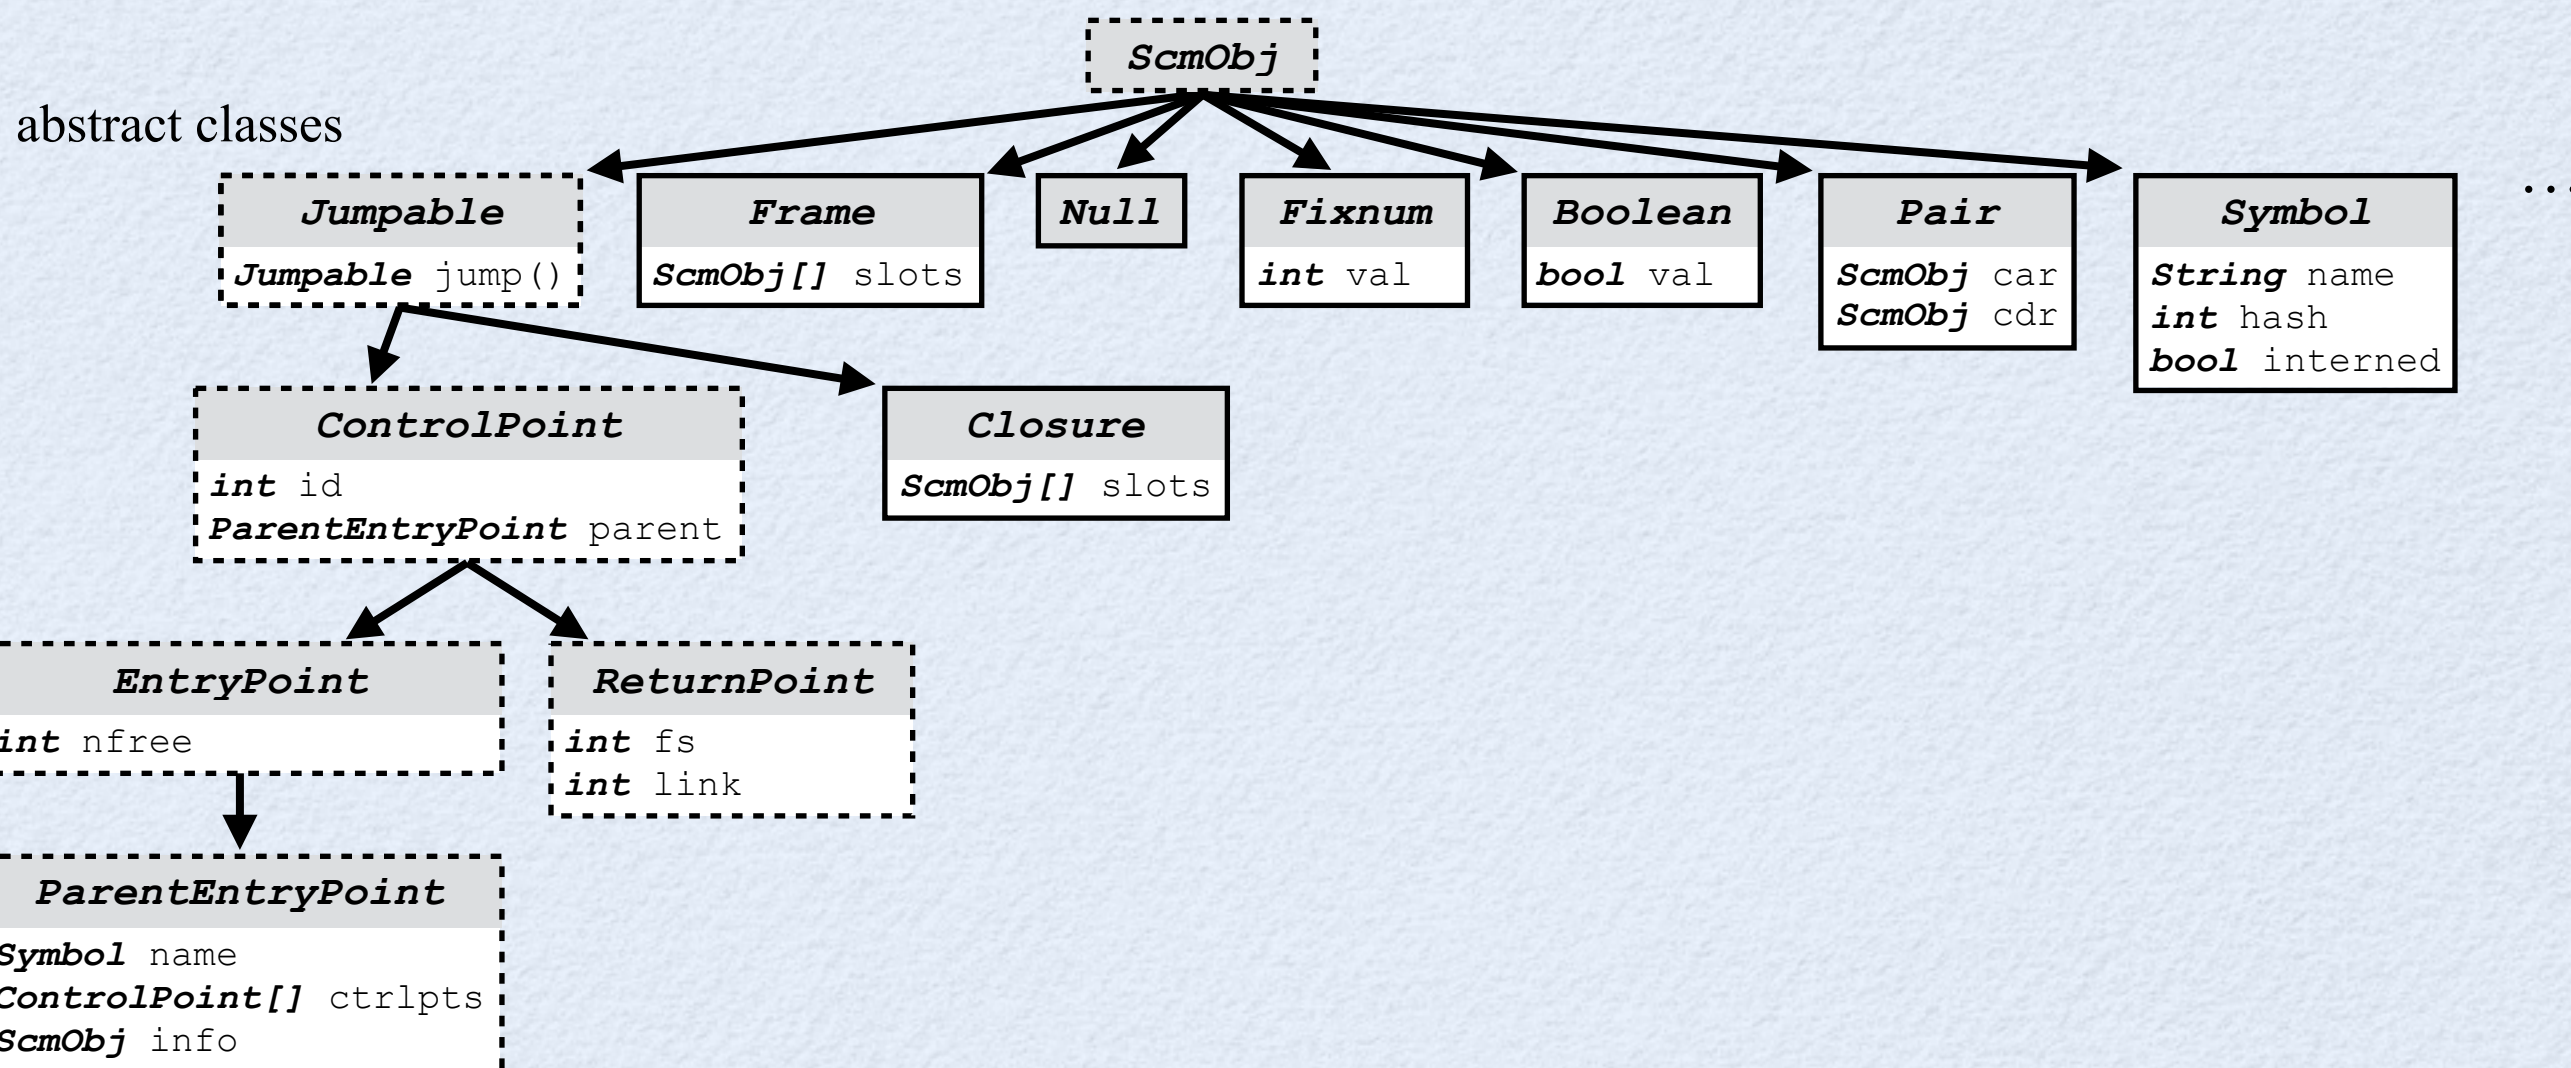 ScmObj
abstract classes
Jumpable
Jumpable jump()
Frame
ScmObj[] slots
Null
Fixnum
int val
Boolean
bool val
Pair
ScmObj car
ScmObj cdr
Symbol
String name
int hash
bool interned
...
ControlPoint
int id
ParentEntryPoint parent
Closure
ScmObj[] slots
EntryPoint
int nfree
ReturnPoint
int fs
int link
ParentEntryPoint
Symbol name
ControlPoint[] ctrlpts
ScmObj info